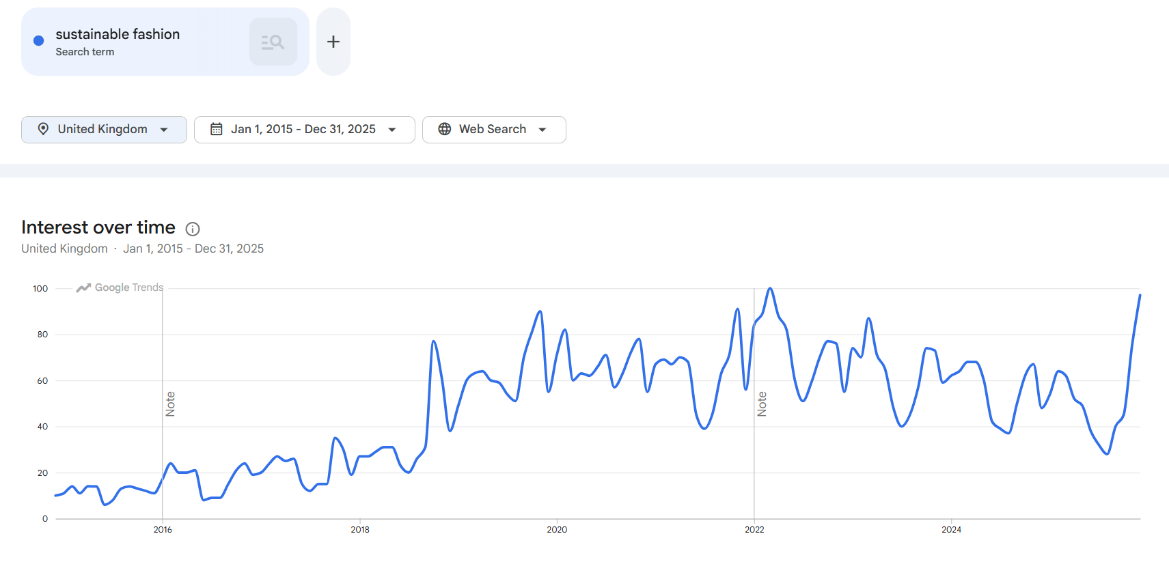 sustainable fashion
Search term
+
United Kingdom
Jan 1, 2015 - Dec 31, 2025
Web Search
Interest over time
United Kingdom · Jan 1, 2015 - Dec 31, 2025
Google Trends
100
80
60
40
20
0
Note
Note
2016
2018
2020
2022
2024